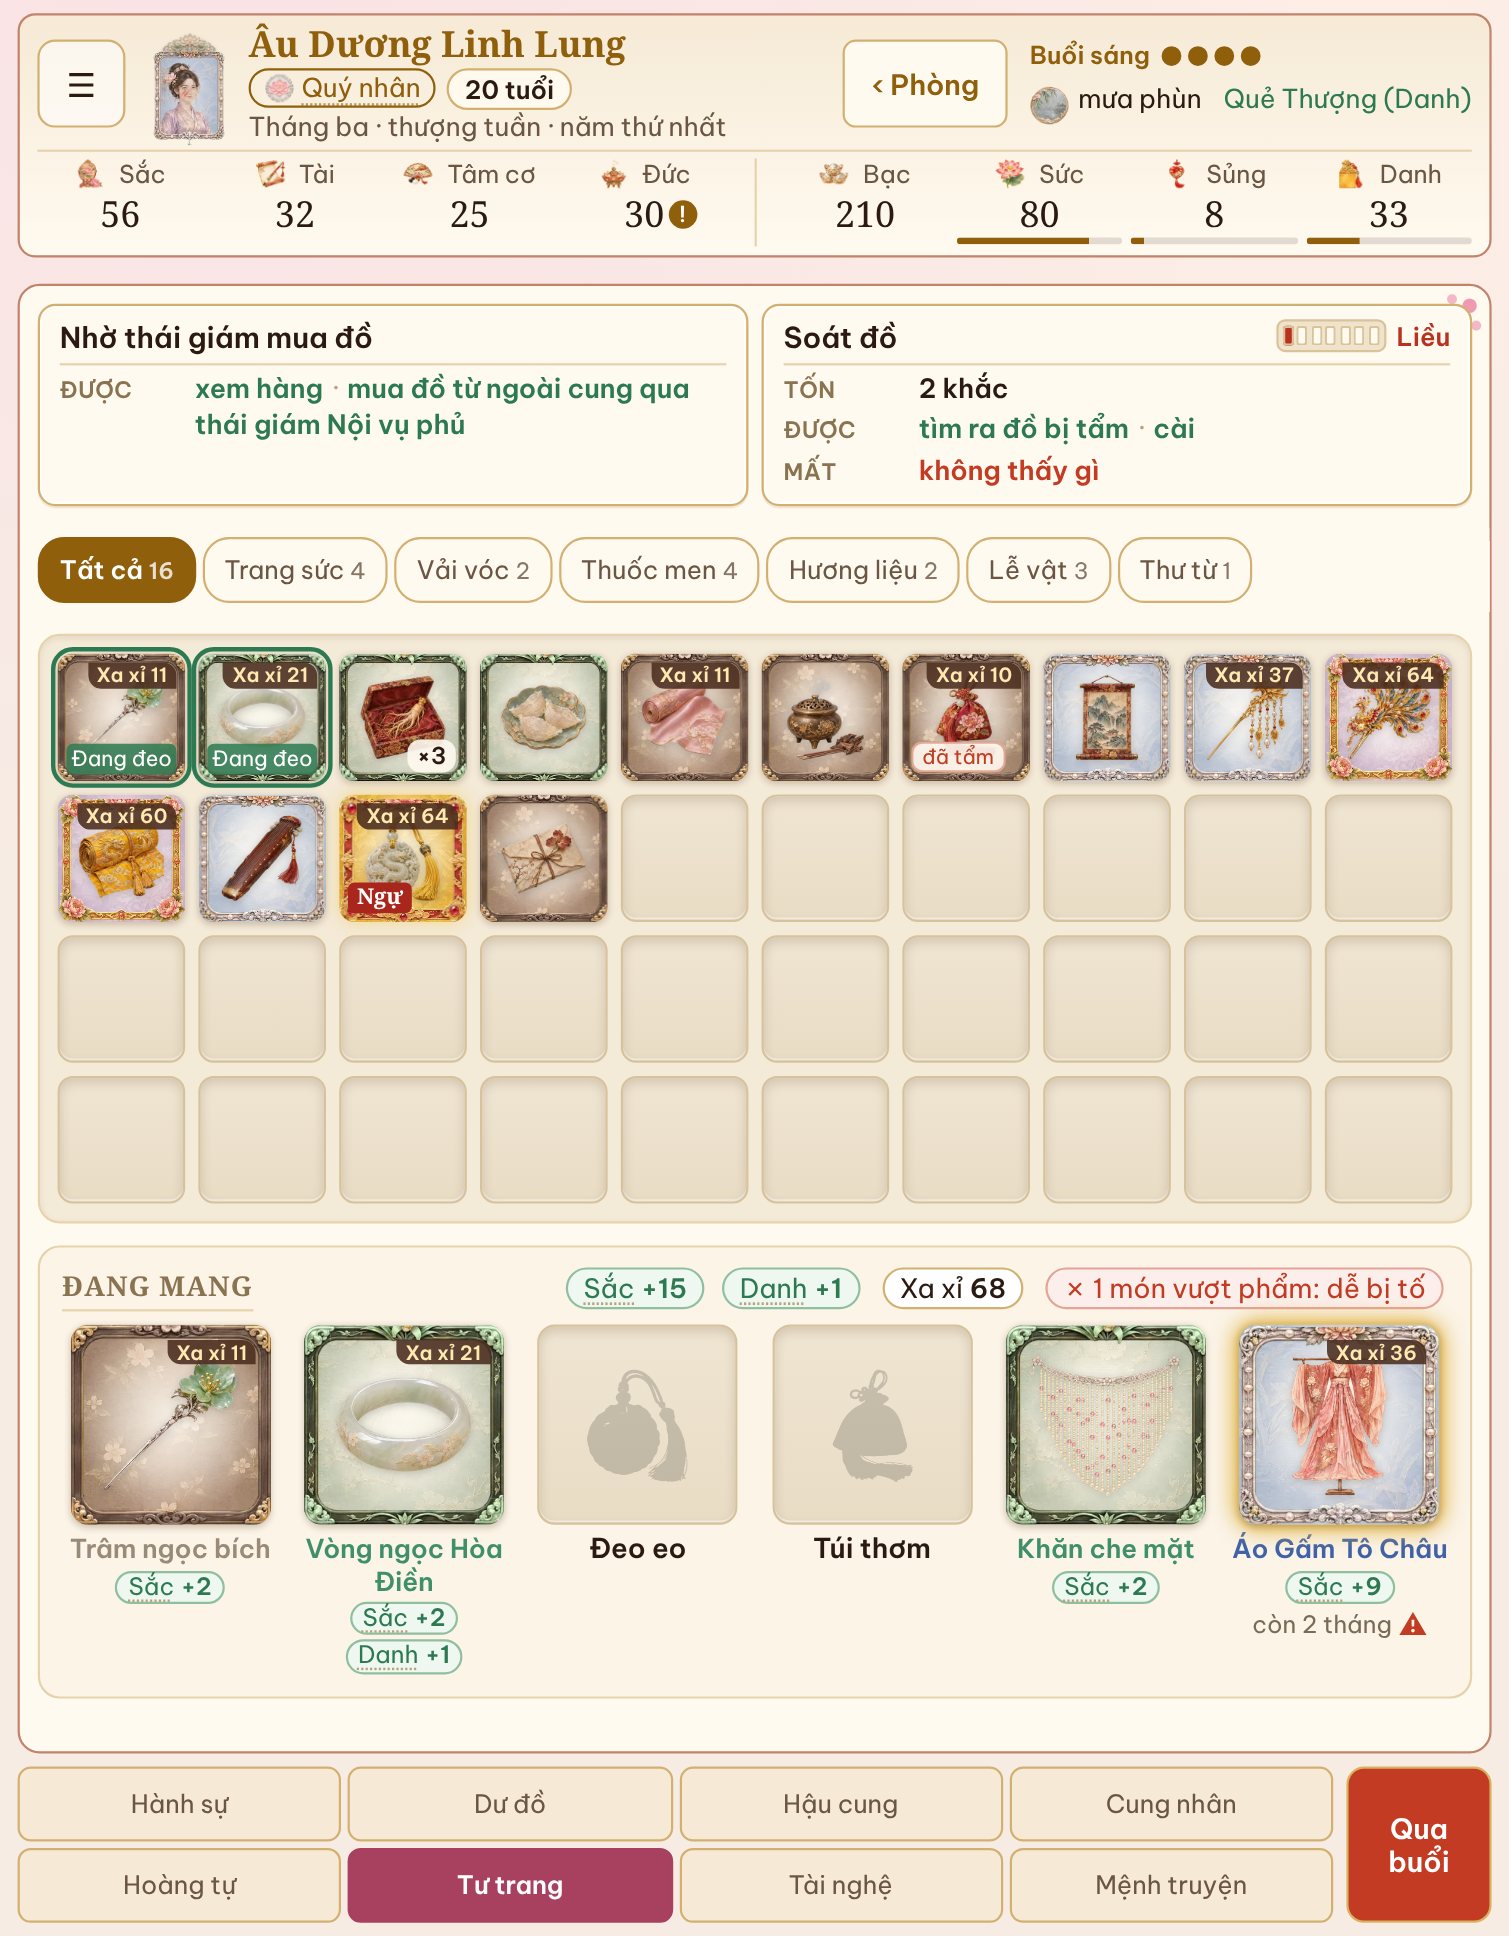 ☰
Âu Dương Linh Lung
Quý nhân 20 tuổi
Tháng ba · thượng tuần · năm thứ nhất
‹ Phòng
Buổi sáng
mưa phùn Quẻ Thượng (Danh)
Sắc Tài Tâm cơ Đức Bạc Sức Sủng Danh
56 32 25 30 ! 210 80 8 33
Nhờ thái giám mua đồ
ĐƯỢC xem hàng · mua đồ từ ngoài cung qua
thái giám Nội vụ phủ
Soát đồ Liều
TỐN 2 khắc
ĐƯỢC tìm ra đồ bị tẩm · cài
MẤT không thấy gì
Tất cả 16 Trang sức 4 Vải vóc 2 Thuốc men 4 Hương liệu 2 Lễ vật 3 Thư từ 1
Xa xỉ 11 Xa xỉ 21 Xa xỉ 11 Xa xỉ 10 Xa xỉ 37 Xa xỉ 64
Đang đeo Đang đeo ×3 đã tẩm
Xa xỉ 60 Xa xỉ 64
Ngự
ĐANG MANG Sắc +15 Danh +1 Xa xỉ 68 × 1 món vượt phẩm: dễ bị tố
Xa xỉ 11 Xa xỉ 21 Xa xỉ 36
Trâm ngọc bích
Sắc +2
Vòng ngọc Hòa
Điền
Sắc +2
Danh +1
Đeo eo
Túi thơm
Khăn che mặt
Sắc +2
Áo Gấm Tô Châu
Sắc +9
còn 2 tháng
Hành sự Dư đồ Hậu cung Cung nhân
Hoàng tự Tư trang Tài nghệ Mệnh truyện
Qua
buổi